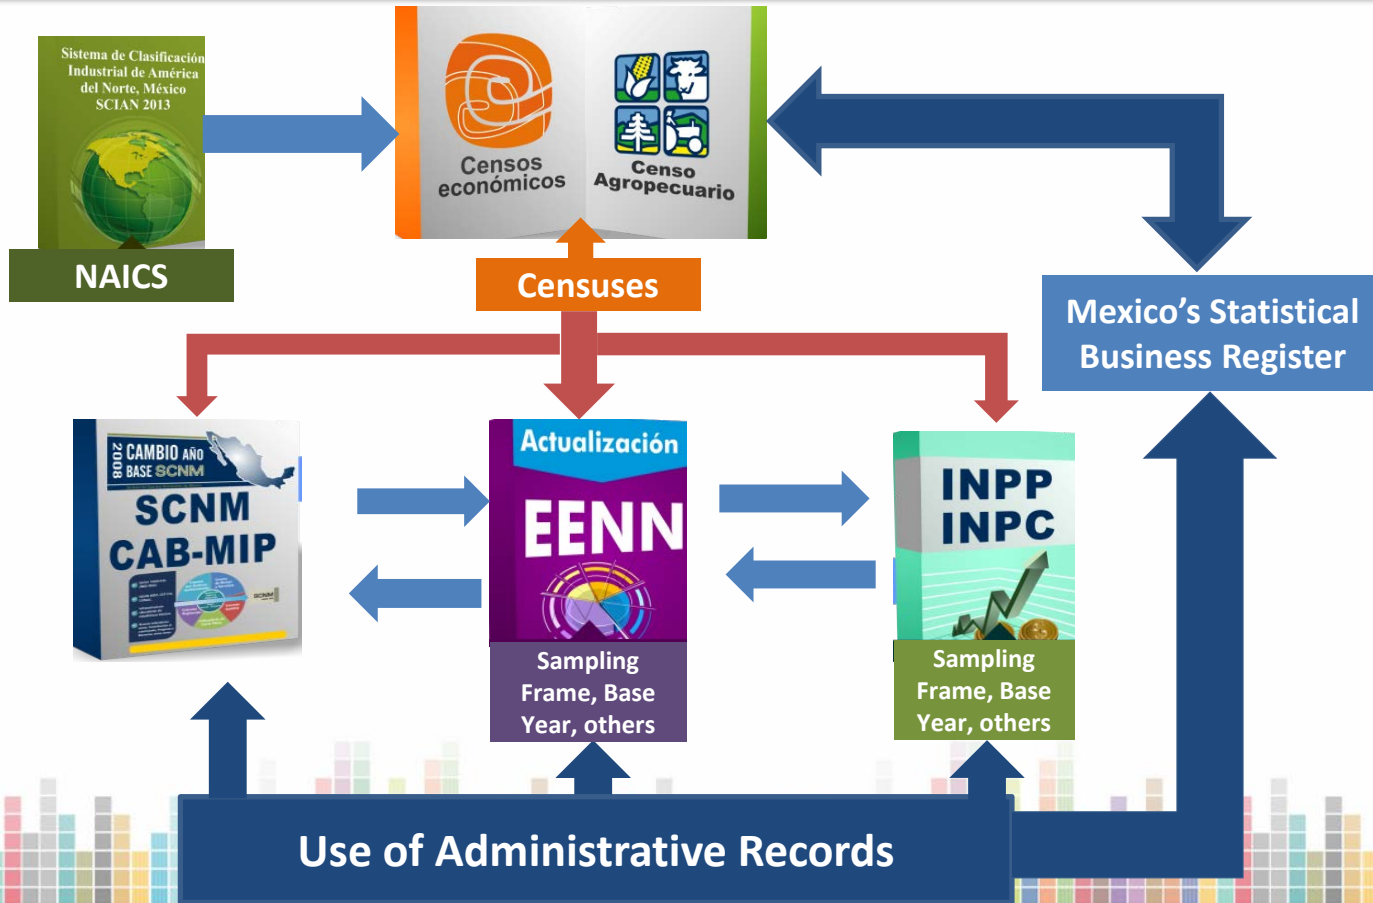 Sistema de Clasificación
Industrial de América
del Norte, México
SCIAN 2013
NAICS
Censos
económicos
Censo
Agropecuario
Censuses
Mexico's Statistical
Business Register
2008
CAMBIO AÑO
BASE SCNM
SCNM
CAB-MIP
SCNM
Actualización
EENN
Sampling
Frame, Base
Year, others
INPP
INPC
Sampling
Frame, Base
Year, others
Use of Administrative Records